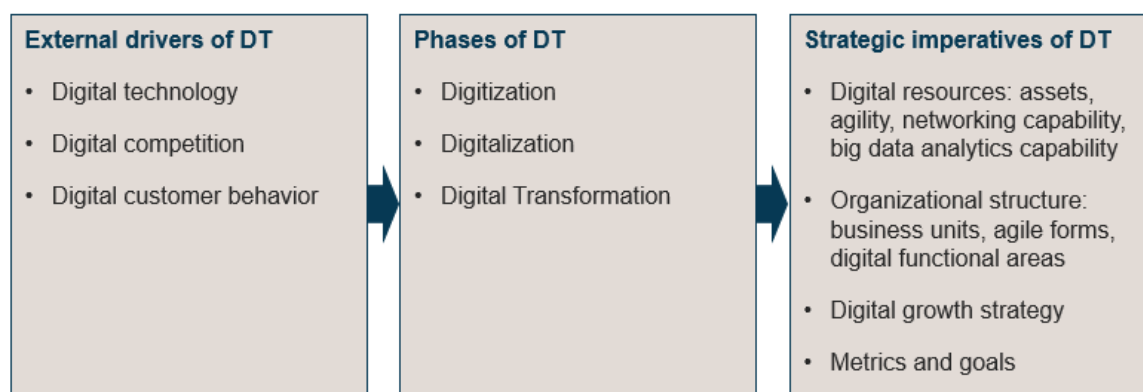 External drivers of DT
• Digital technology
• Digital competition
• Digital customer behavior
Phases of DT
• Digitization
• Digitalization
• Digital Transformation
Strategic imperatives of DT
• Digital resources: assets,
agility, networking capability,
big data analytics capability
• Organizational structure:
business units, agile forms,
digital functional areas
• Digital growth strategy
• Metrics and goals